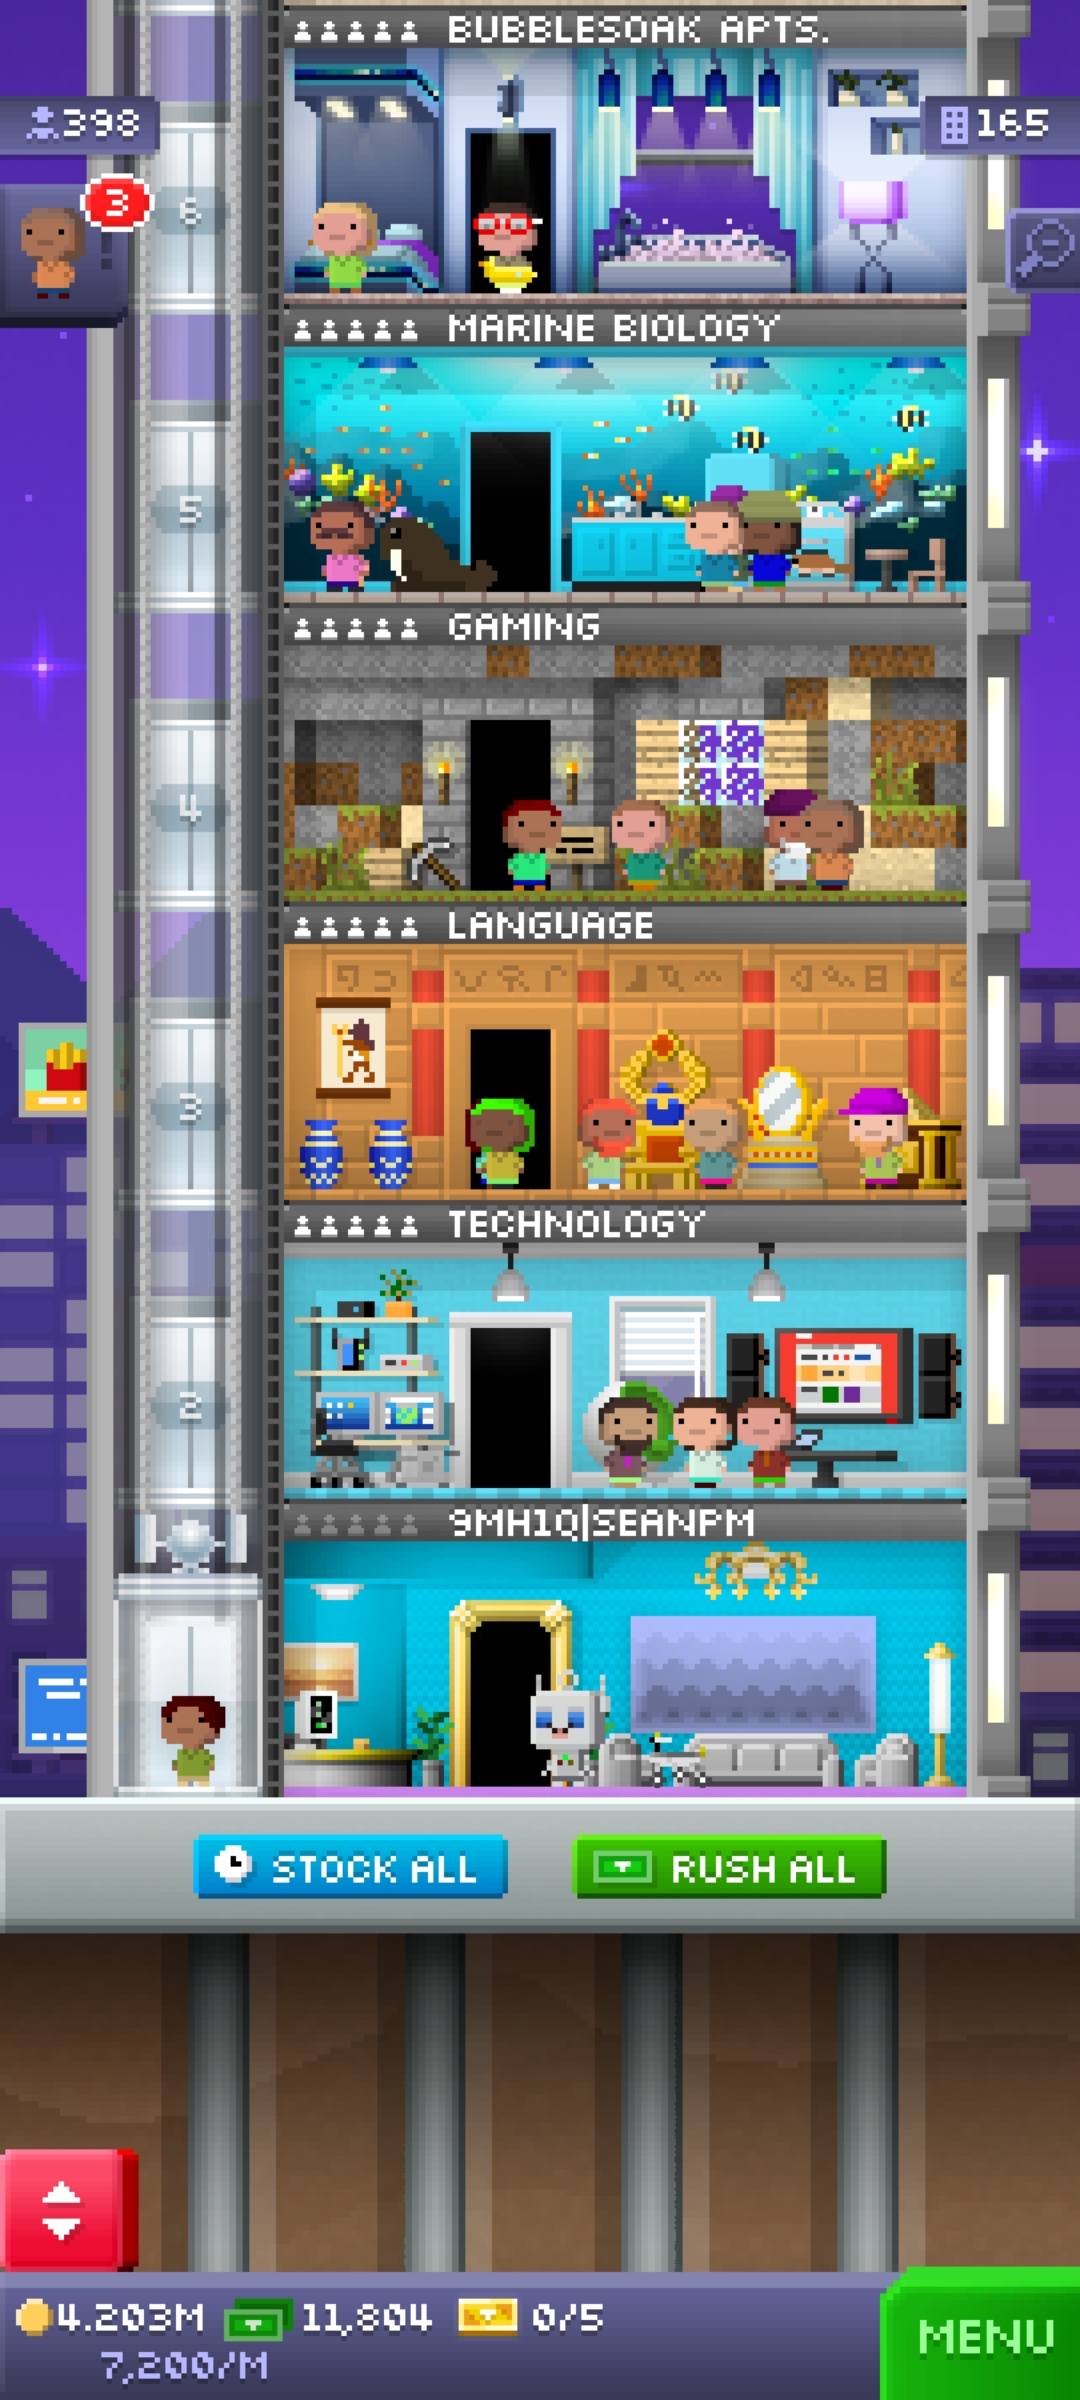 BUBBLESOAK APTS.
398
165
3
6
MARINE BIOLOGY
5
GAMING
4
LANGUAGE
3
TECHNOLOGY
2
9MH1Q|SEANPM
STOCK ALL
RUSH ALL
4.203M
11,804
0/5
7,200/M
MENU